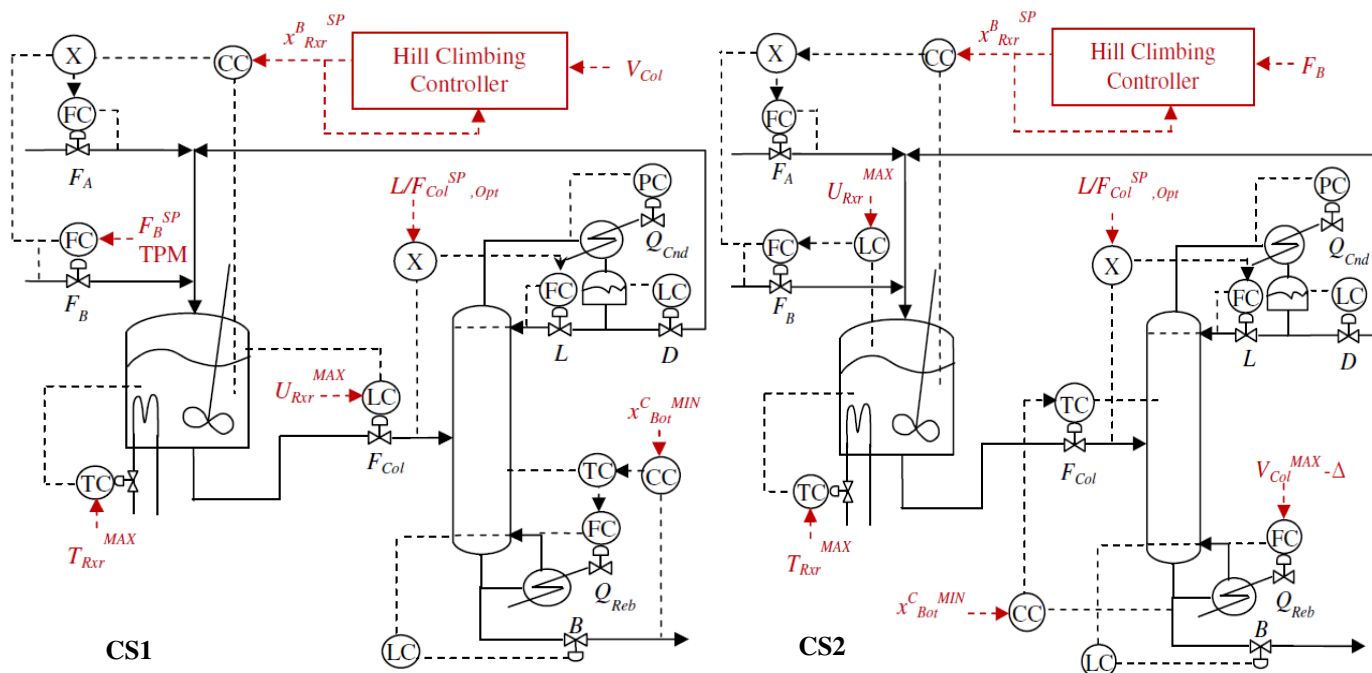 x^B_Rxr^SP
X
CC
Hill Climbing
Controller
V_Col
FC
F_A
L/F_Col^SP,Opt
PC
Q_Cnd
FC
F_B^SP
TPM
X
F_B
FC
LC
L
D
U_Rxr^MAX
LC
x^C_Bot^MIN
F_Col
TC
CC
TC
FC
T_Rxr^MAX
Q_Reb
B
LC
CS1
x^B_Rxr^SP
X
CC
Hill Climbing
Controller
F_B
FC
F_A
U_Rxr^MAX
L/F_Col^SP,Opt
PC
Q_Cnd
FC
LC
X
F_B
FC
LC
L
D
TC
F_Col
V_Col^MAX-Δ
TC
FC
T_Rxr^MAX
Q_Reb
x^C_Bot^MIN
CC
B
LC
CS2